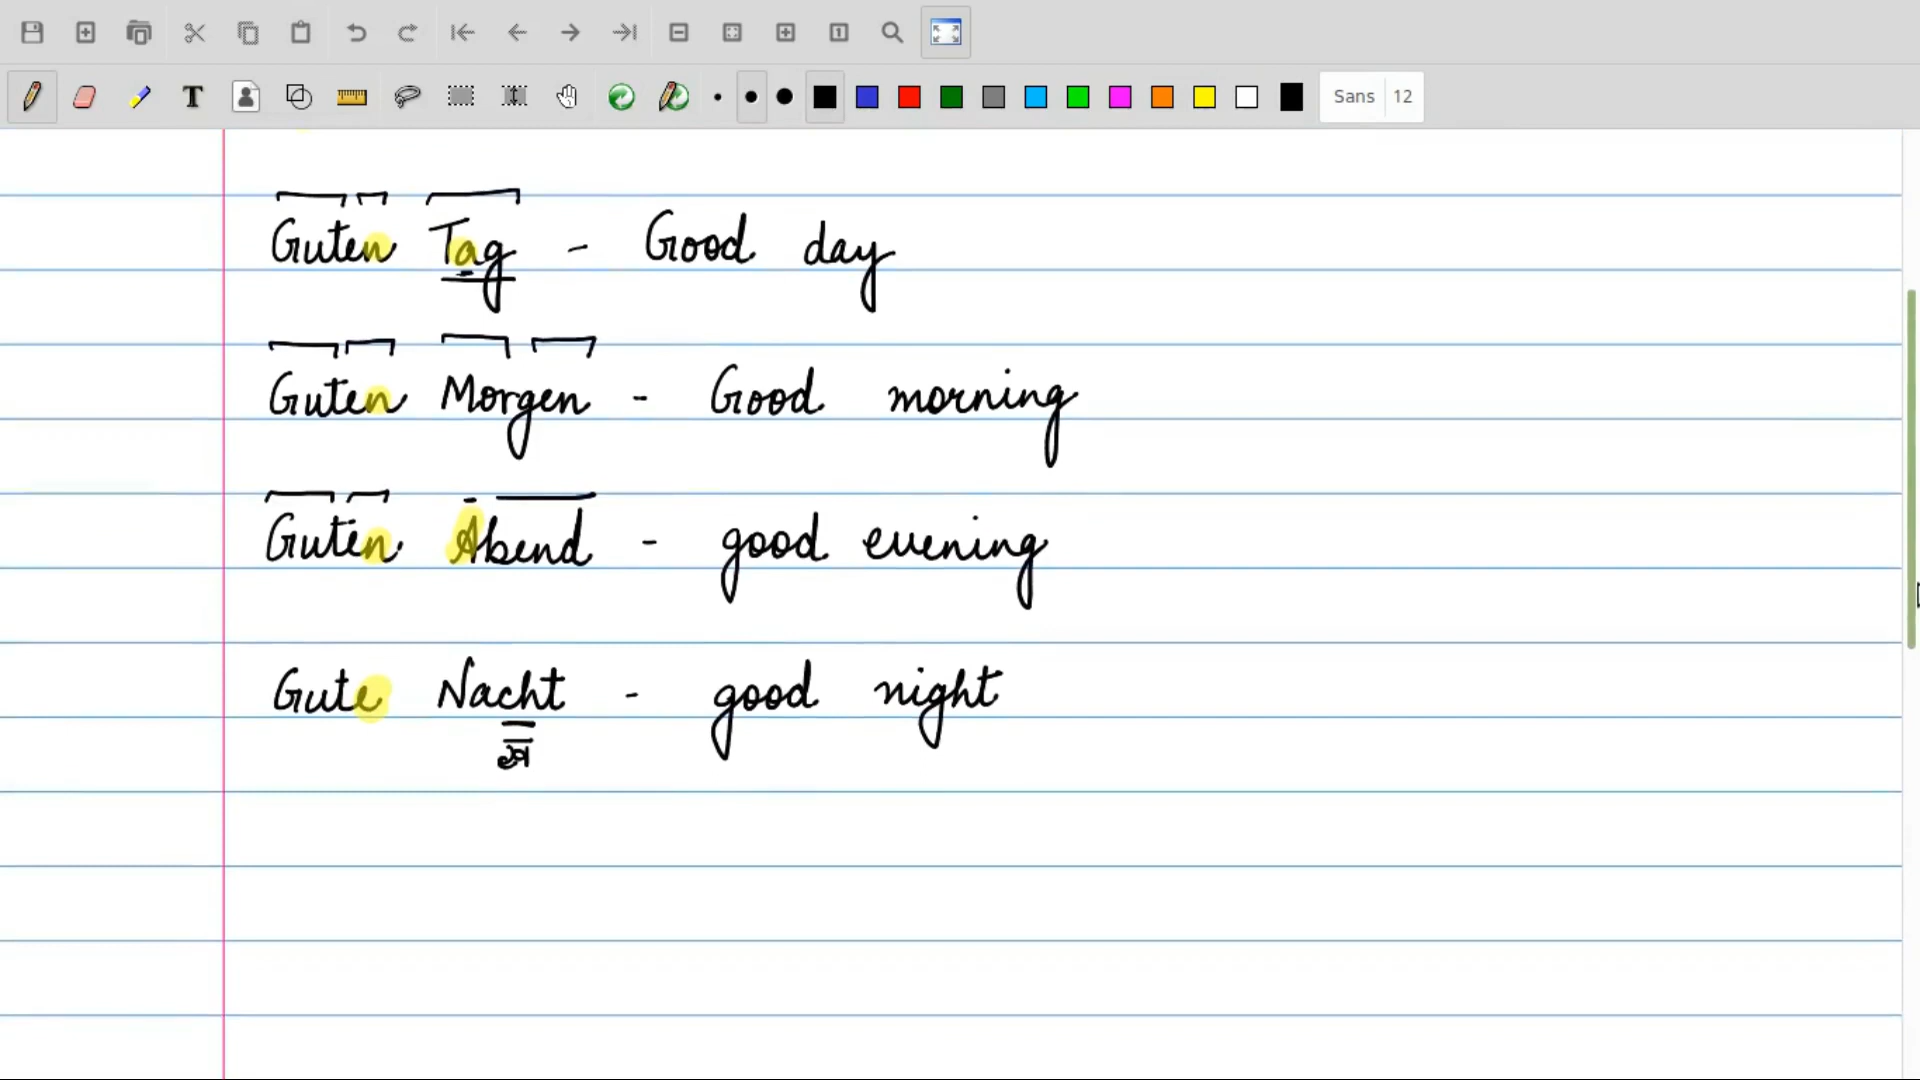 Sans 12
Guten Tag - Good day
Guten Morgen - Good morning
Guten Abend - good evening
Gute Nacht - good night
ख